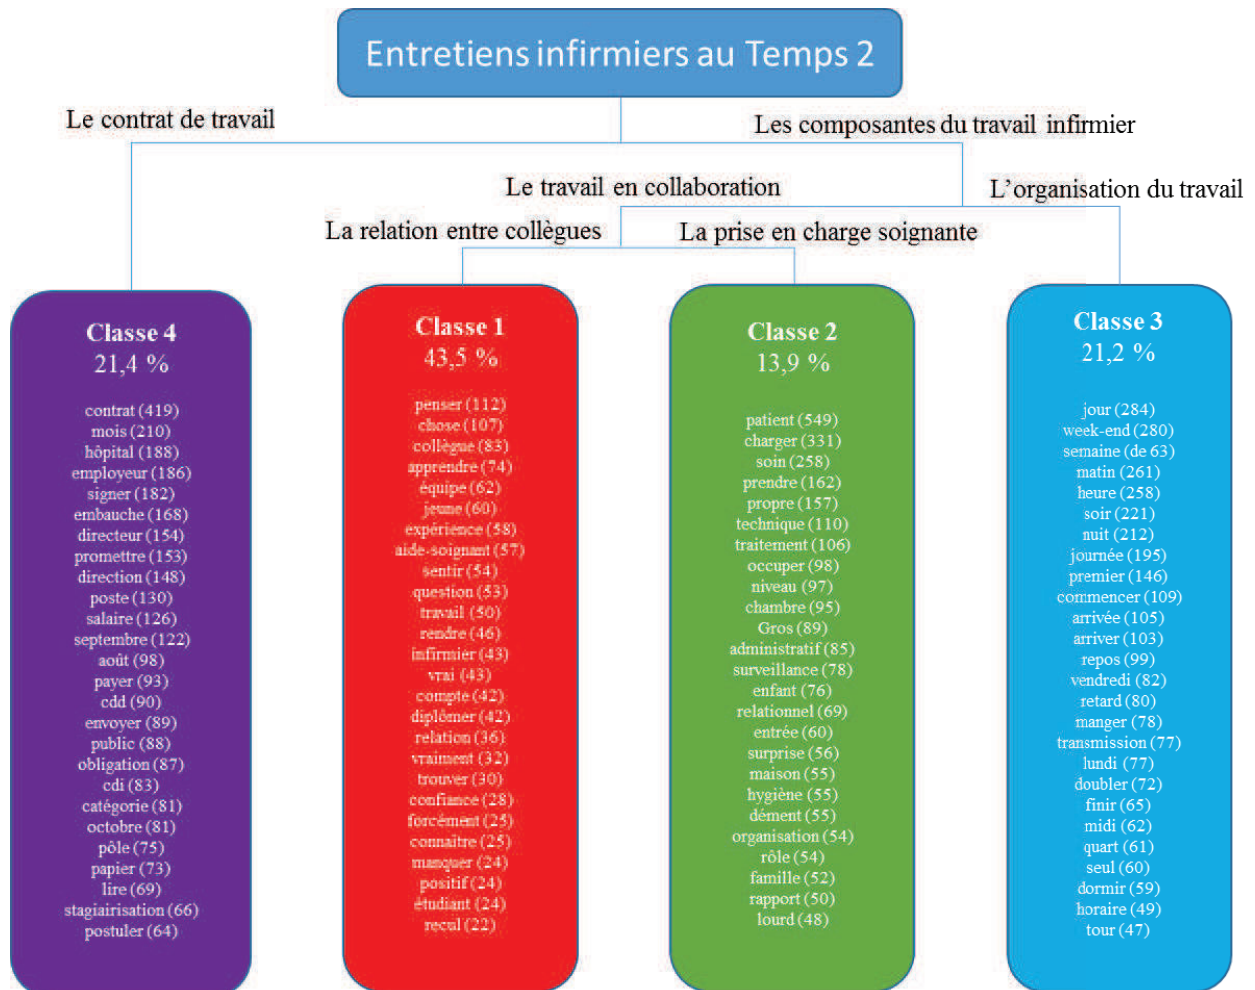 Entretiens infirmiers au Temps 2
Le contrat de travail
Les composantes du travail infirmier
Le travail en collaboration
L'organisation du travail
La relation entre collègues
La prise en charge soignante
Classe 4
21,4 %
contrat (419)
mois (210)
hôpital (188)
employeur (186)
signer (182)
embauche (168)
directeur (154)
promettre (153)
direction (148)
poste (130)
salaire (126)
septembre (122)
août (98)
payer (93)
cdd (90)
envoyer (89)
public (88)
obligation (87)
cdi (83)
catégorie (81)
octobre (81)
pôle (75)
papier (73)
lire (69)
stagiairisation (66)
postuler (64)
Classe 1
43,5 %
penser (112)
chose (107)
collègue (83)
apprendre (74)
équipe (62)
jeune (60)
expérience (58)
aide-soignant (57)
sentir (54)
question (53)
travail (50)
rendre (46)
infirmier (43)
vrai (43)
compte (42)
diplômer (42)
relation (36)
vraiment (32)
trouver (30)
confiance (28)
forcément (25)
connaître (25)
manquer (24)
positif (24)
étudiant (24)
recul (22)
Classe 2
13,9 %
patient (549)
charger (331)
soin (258)
prendre (162)
propre (157)
technique (110)
traitement (106)
occuper (98)
niveau (97)
chambre (95)
Gros (89)
administratif (85)
surveillance (78)
enfant (76)
relationnel (69)
entrée (60)
surprise (56)
maison (55)
hygiène (55)
dément (55)
organisation (54)
rôle (54)
famille (52)
rapport (50)
lourd (48)
Classe 3
21,2 %
jour (284)
week-end (280)
semaine (de 63)
matin (261)
heure (258)
soir (221)
nuit (212)
journée (195)
premier (146)
commencer (109)
arrivée (105)
arriver (103)
repos (99)
vendredi (82)
retard (80)
manger (78)
transmission (77)
lundi (77)
doubler (72)
finir (65)
midi (62)
quart (61)
seul (60)
dormir (59)
horaire (49)
tour (47)